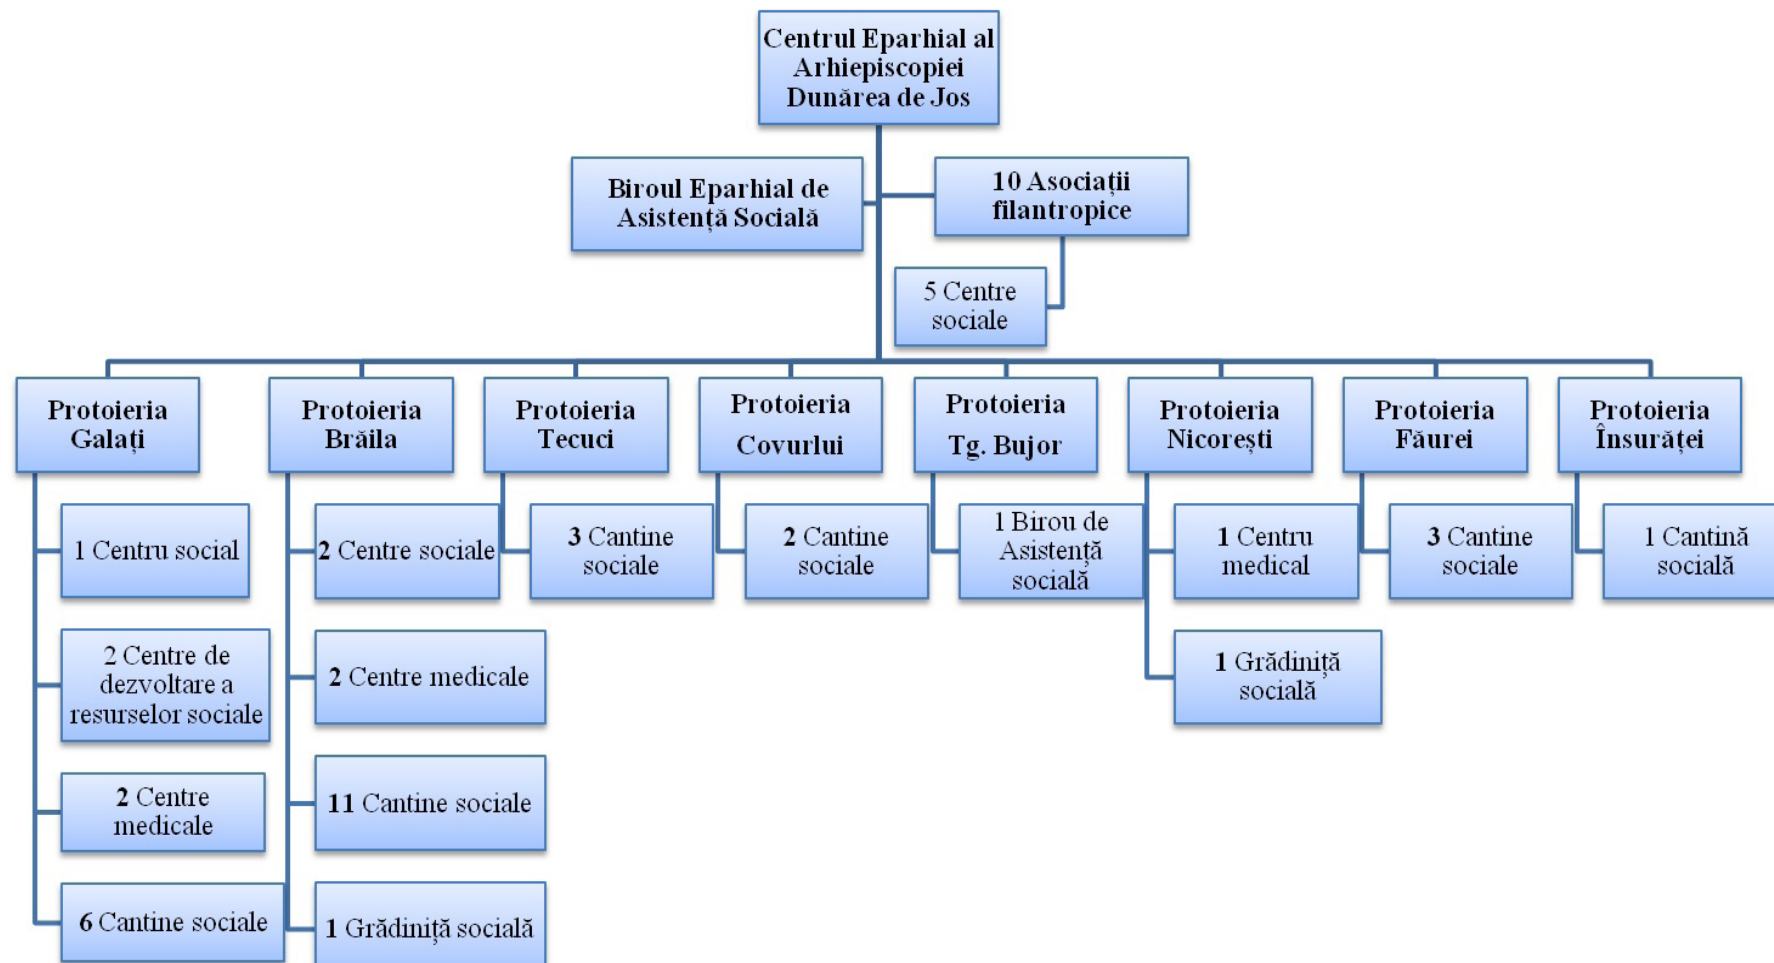 Centrul Eparhial al
Arhiepiscopiei
Dunărea de Jos
Biroul Eparhial de
Asistență Socială
10 Asociații
filantropice
5 Centre
sociale
Protoieria
Galați
Protoieria
Brăila
Protoieria
Tecuci
Protoieria
Covurlui
Protoieria
Tg. Bujor
Protoieria
Nicorești
Protoieria
Făurei
Protoieria
Însurăței
1 Centru social
2 Centre de
dezvoltare a
resurselor sociale
2 Centre
medicale
6 Cantine sociale
2 Centre sociale
2 Centre medicale
11 Cantine sociale
1 Grădiniță socială
3 Cantine
sociale
2 Cantine
sociale
1 Birou de
Asistență
socială
1 Centru
medical
1 Grădiniță
socială
3 Cantine
sociale
1 Cantină
socială